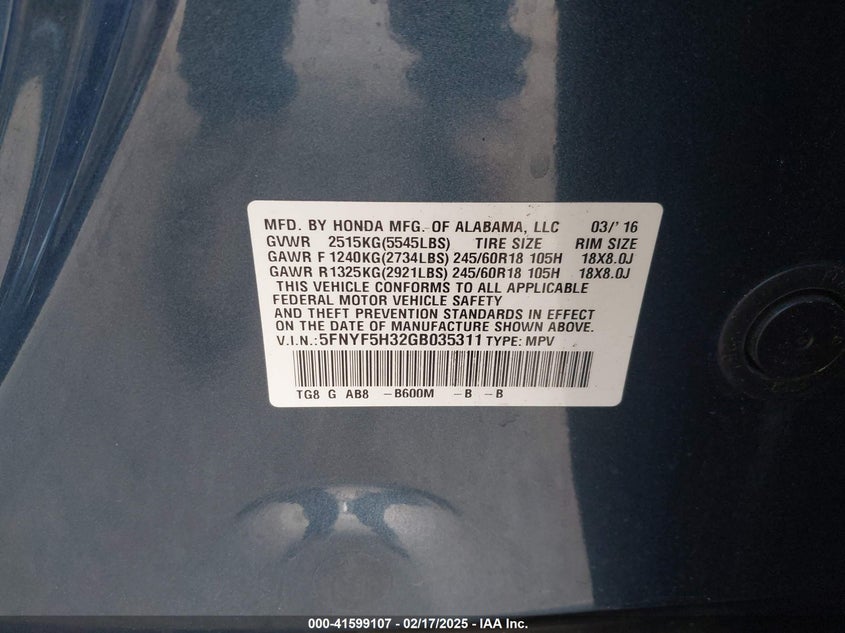 MFD. BY HONDA MFG. OF ALABAMA, LLC 03/' 16
GVWR 2515KG(5545LBS) TIRE SIZE RIM SIZE
GAWR F 1240KG(2734LBS) 245/60R18 105H 18X8.0J
GAWR R 1325KG(2921LBS) 245/60R18 105H 18X8.0J
THIS VEHICLE CONFORMS TO ALL APPLICABLE
FEDERAL MOTOR VEHICLE SAFETY
AND THEFT PREVENTION STANDARDS IN EFFECT
ON THE DATE OF MANUFACTURE SHOWN ABOVE.
V.I.N.:5FNYF5H32GB035311 TYPE: MPV
TG8 G AB8 -B600M -B -B
000-41599107 - 02/17/2025 - IAA Inc.